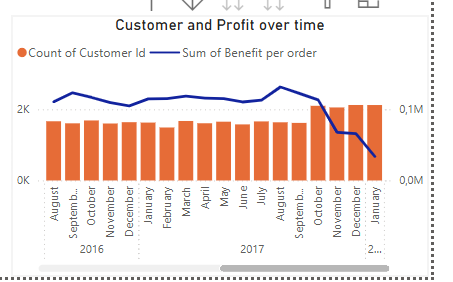 Customer and Profit over time
Count of Customer Id Sum of Benefit per order
2K
0,1M
0K
0,0M
August
Septemb...
October
November
December
January
February
March
April
May
June
July
August
Septemb...
October
November
December
January
2016
2017
2...